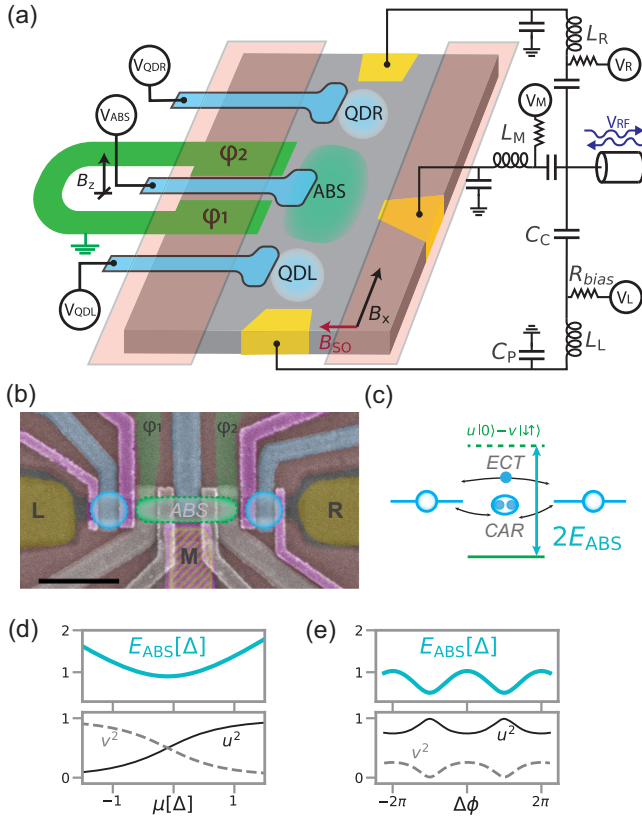 (a)
L_R
V_R
V_QDR
QDR
V_M
V_ABS
L_M
V_RF
φ2
B_z
ABS
φ1
C_C
QDL
R_bias
V_L
V_QDL
B_x
B_SO
C_P
L_L
(b)
(c)
φ1
φ2
u|0⟩−v|↓↑⟩
ECT
L
ABS
R
CAR
M
2E_ABS
(d)
(e)
2
E_ABS[Δ]
1
2
E_ABS[Δ]
1
1
v²
u²
0
−1
1
μ[Δ]
1
u²
v²
0
−2π
2π
Δϕ